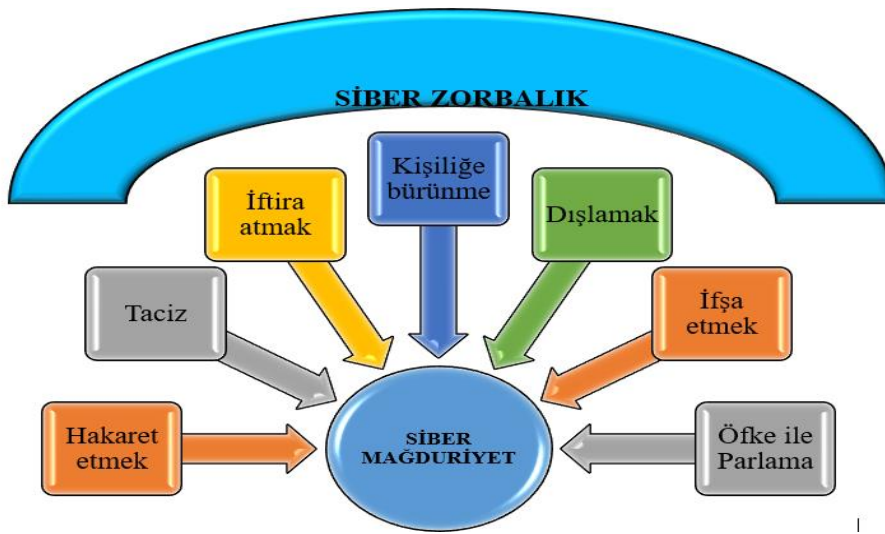 SİBER ZORBALIK
Kişiliğe
bürünme
İftira
atmak
Dışlamak
Taciz
İfşa
etmek
Hakaret
etmek
SİBER
MAĞDURİYET
Öfke ile
Parlama